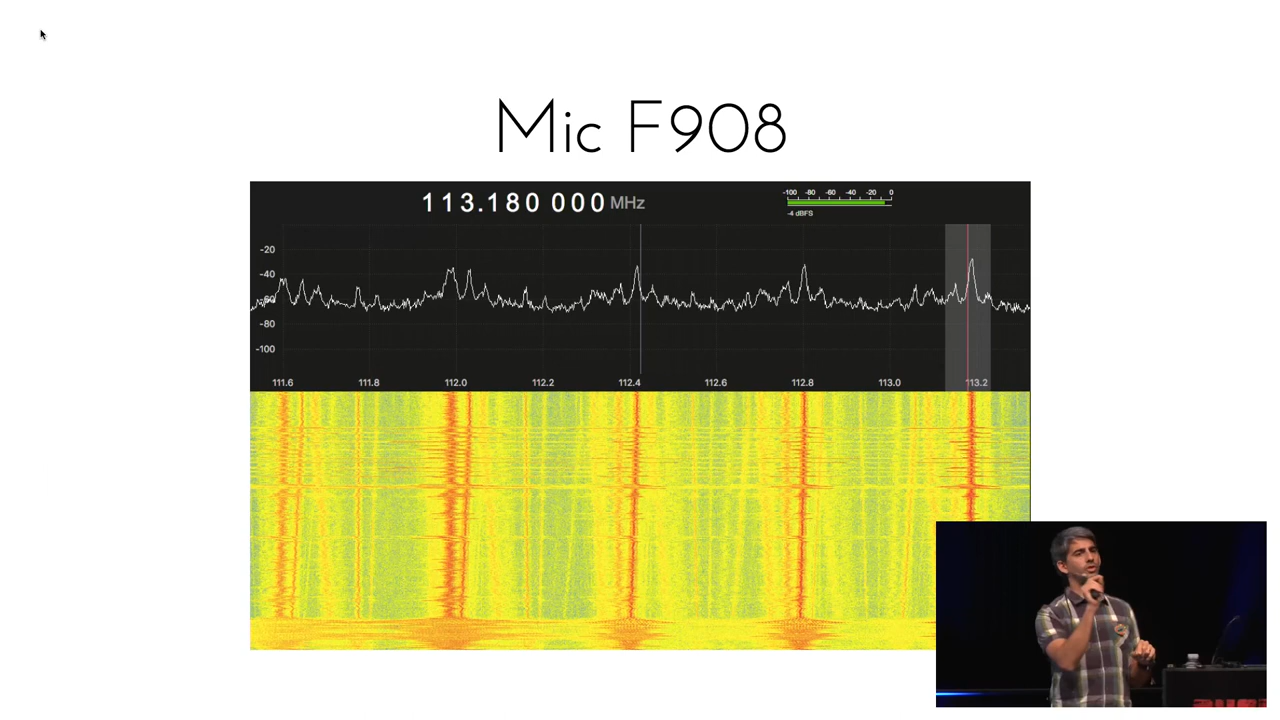 Mic F908
113.180 000 MHz
-100 -80 -60 -40 -20 0
-4 dBFS
-20
-40
-60
-80
-100
111.6 111.8 112.0 112.2 112.4 112.6 112.8 113.0 113.2